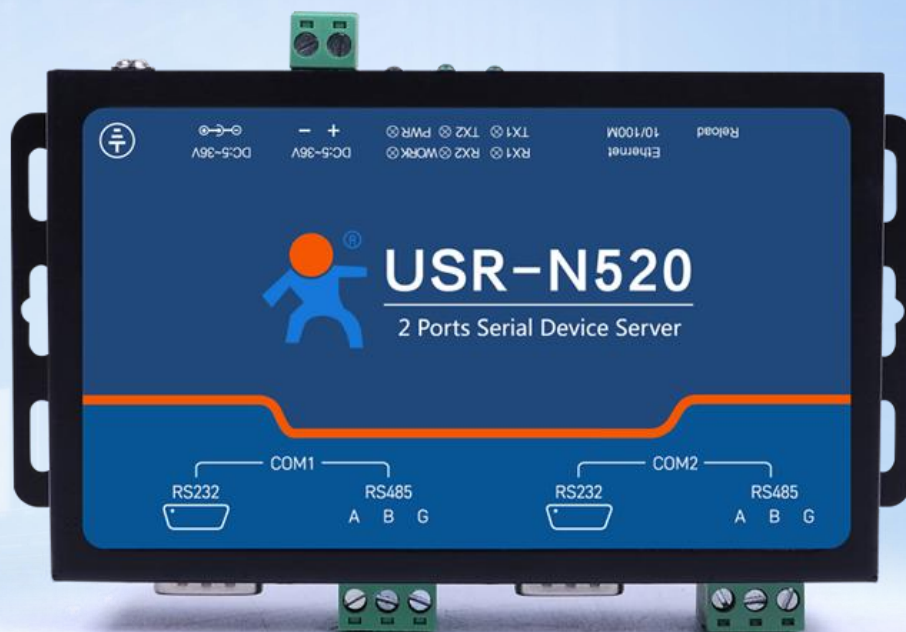 DC:5~36V
− +
DC:5~36V
PWR TX2 TX1
WORK RX2 RX1
10/100M
Ethernet
Reload
®
USR-N520
2 Ports Serial Device Server
COM1
COM2
RS232
RS485
RS232
RS485
A B G
A B G